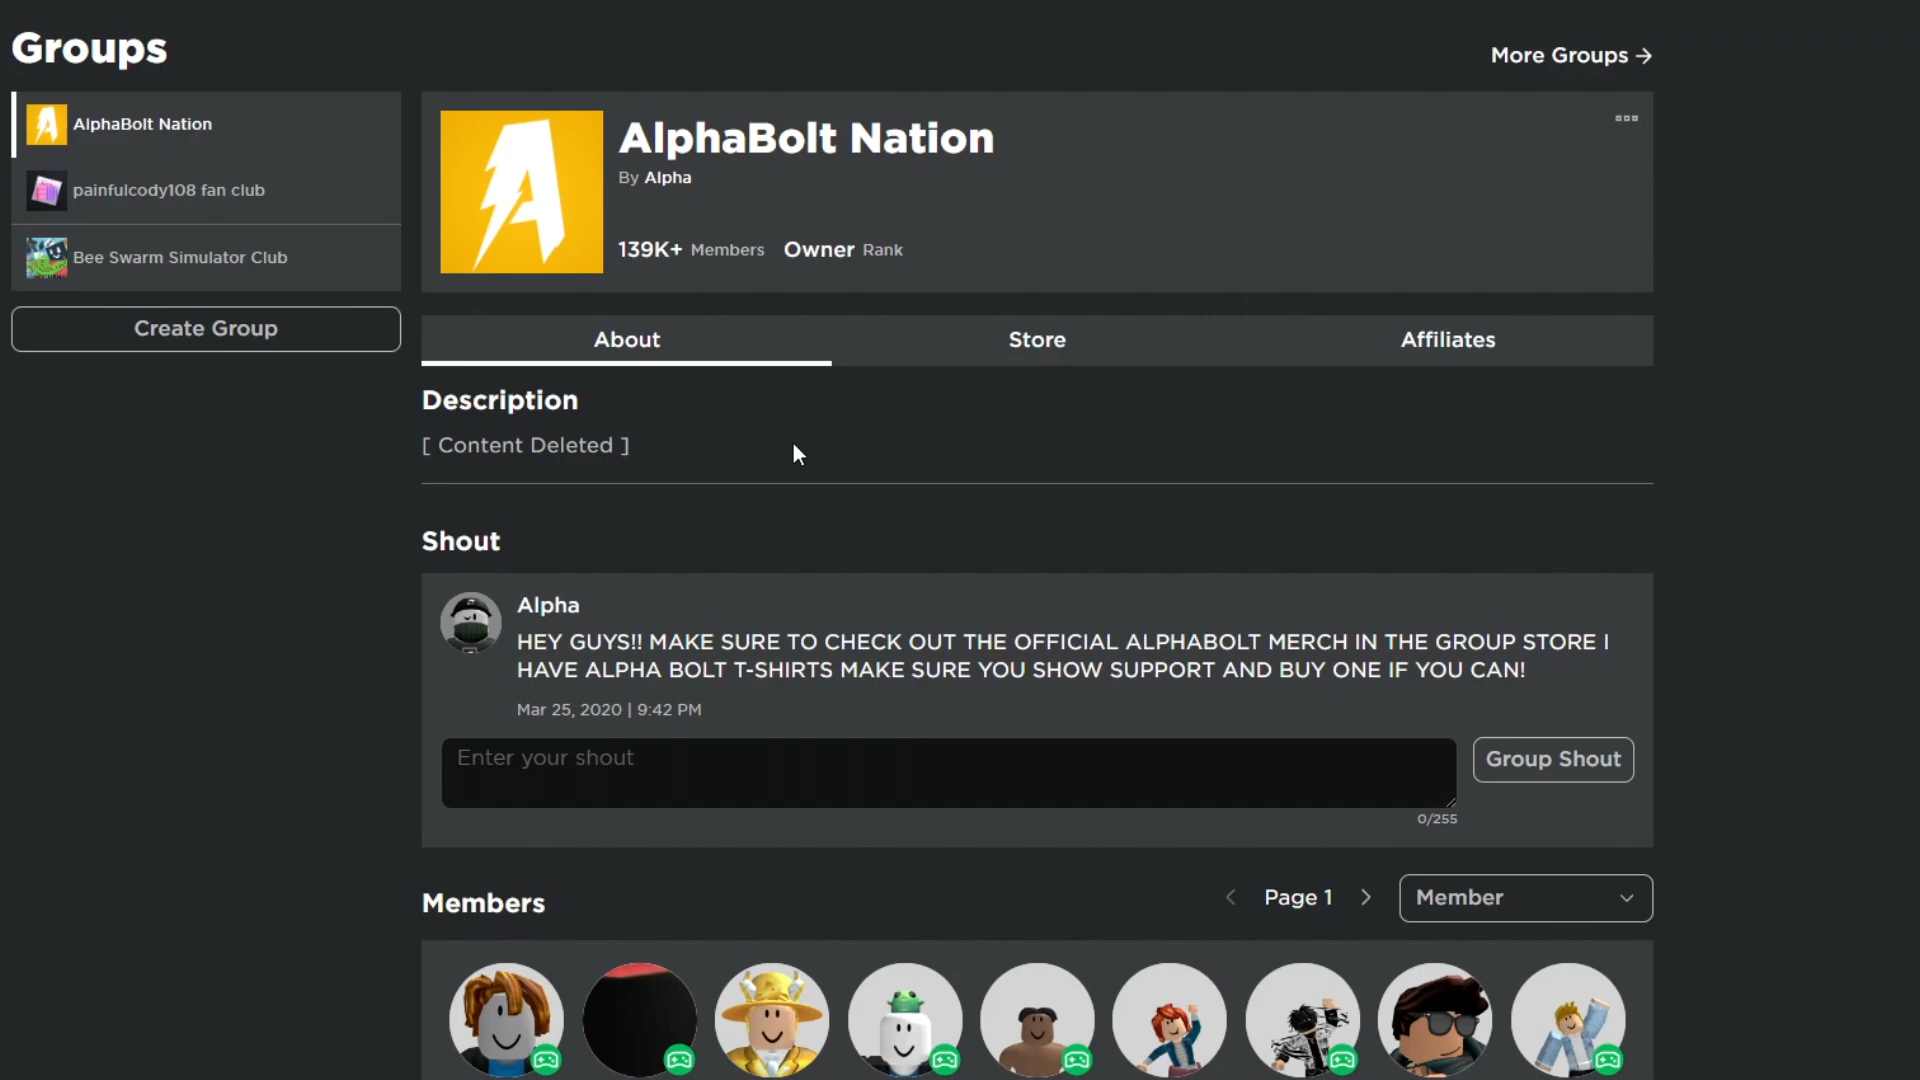 Groups
More Groups →
AlphaBolt Nation
painfulcody108 fan club
Bee Swarm Simulator Club
Create Group
AlphaBolt Nation
By Alpha
139K+ Members Owner Rank
About Store Affiliates
Description
[ Content Deleted ]
Shout
Alpha
HEY GUYS!! MAKE SURE TO CHECK OUT THE OFFICIAL ALPHABOLT MERCH IN THE GROUP STORE I
HAVE ALPHA BOLT T-SHIRTS MAKE SURE YOU SHOW SUPPORT AND BUY ONE IF YOU CAN!
Mar 25, 2020 | 9:42 PM
Enter your shout
Group Shout
0/255
Members
Page 1
Member